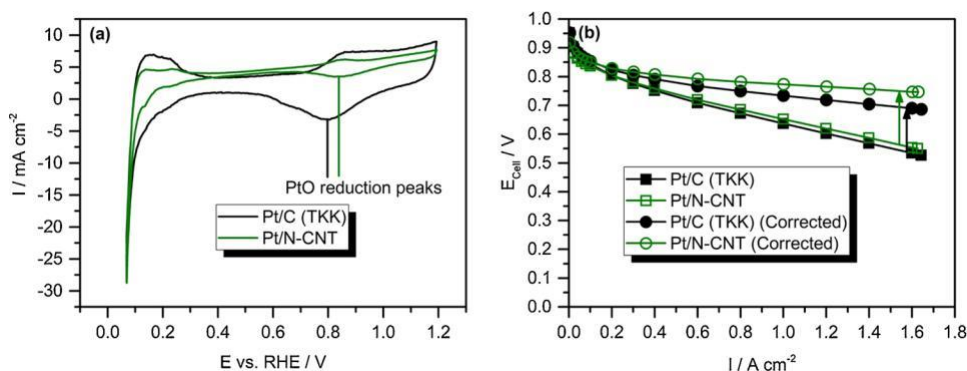 (a)
10
5
0
-5
-10
-15
-20
-25
-30
I / mA cm-2
PtO reduction peaks
Pt/C (TKK)
Pt/N-CNT
0.0 0.2 0.4 0.6 0.8 1.0 1.2
E vs. RHE / V
(b)
1.0
0.9
0.8
0.7
0.6
0.5
0.4
0.3
0.2
0.1
0.0
ECell / V
Pt/C (TKK)
Pt/N-CNT
Pt/C (TKK) (Corrected)
Pt/N-CNT (Corrected)
0.0 0.2 0.4 0.6 0.8 1.0 1.2 1.4 1.6 1.8
I / A cm-2